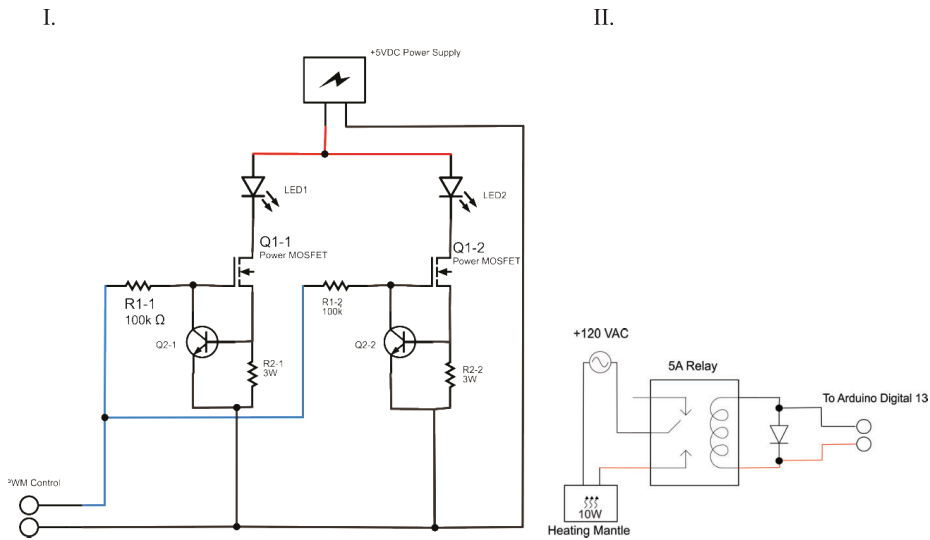 I.
II.
+5VDC Power Supply
LED1
LED2
Q1-1
Power MOSFET
Q1-2
Power MOSFET
R1-1
100k Ω
R1-2
100k
Q2-1
Q2-2
R2-1
3W
R2-2
3W
PWM Control
+120 VAC
5A Relay
To Arduino Digital 13
10W
Heating Mantle